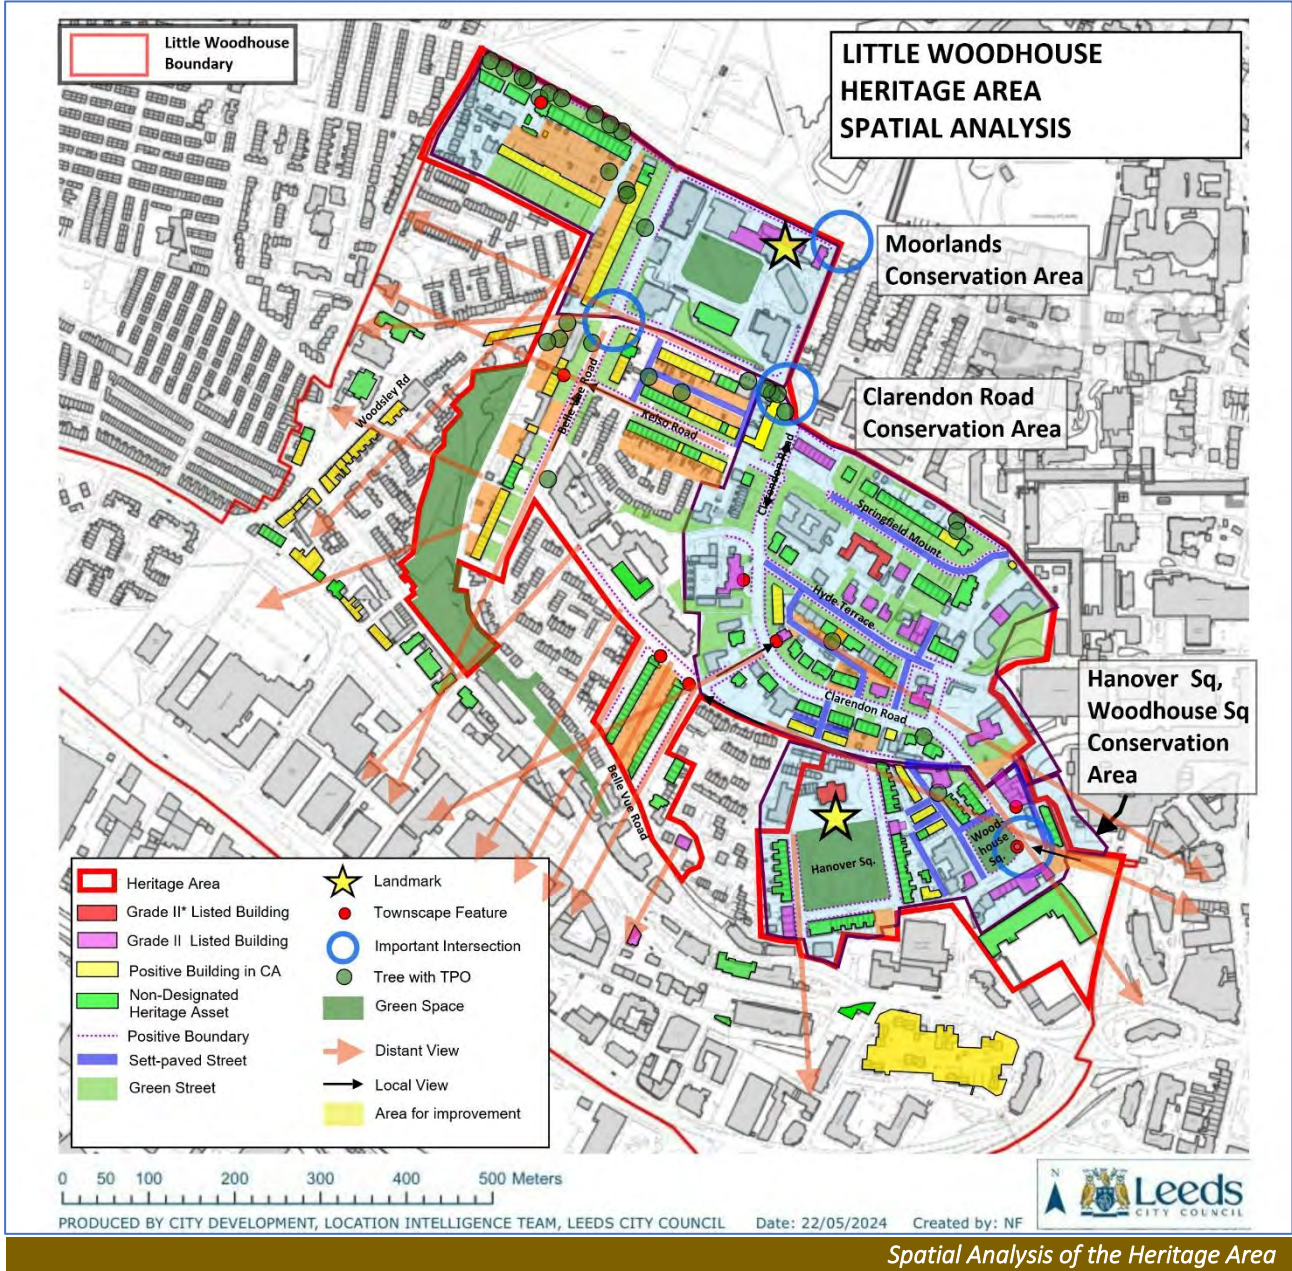 Little Woodhouse
Boundary
LITTLE WOODHOUSE
HERITAGE AREA
SPATIAL ANALYSIS
Moorlands
Conservation Area
Clarendon Road
Conservation Area
Woodsley Rd
Belle Vue Road
Kelso Road
Clarendon Road
Springfield Mount
Hyde Terrace
Clarendon Road
Hanover Sq,
Woodhouse Sq
Conservation
Area
Belle Vue Road
Hanover Sq.
Wood-
house
Sq.
Heritage Area
Grade II* Listed Building
Grade II Listed Building
Positive Building in CA
Non-Designated
Heritage Asset
Positive Boundary
Sett-paved Street
Green Street
Landmark
Townscape Feature
Important Intersection
Tree with TPO
Green Space
Distant View
Local View
Area for improvement
0 50 100 200 300 400 500 Meters
N
Leeds
CITY COUNCIL
PRODUCED BY CITY DEVELOPMENT, LOCATION INTELLIGENCE TEAM, LEEDS CITY COUNCIL Date: 22/05/2024 Created by: NF
Spatial Analysis of the Heritage Area